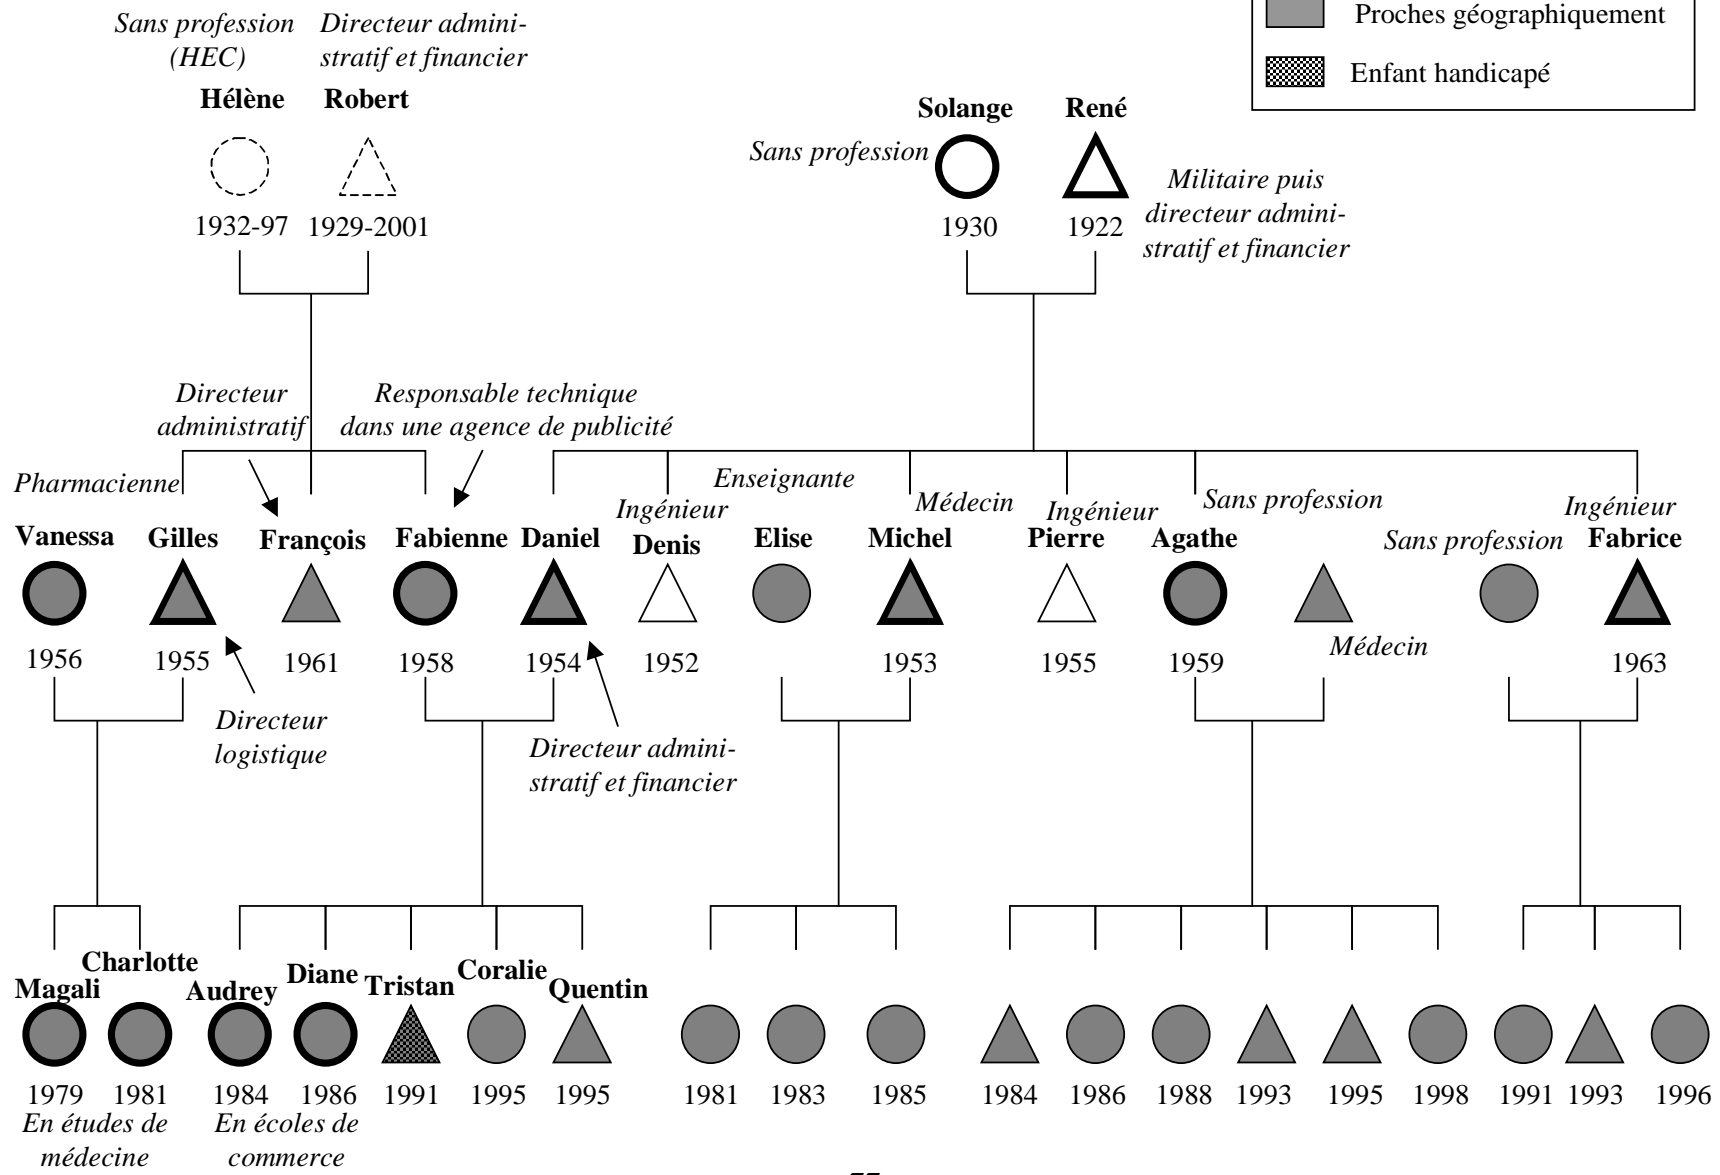 Sans profession
(HEC)
Directeur admini-
stratif et financier
Proches géographiquement
Enfant handicapé
Hélène
Robert
1932-97
1929-2001
Solange
René
Sans profession
Militaire puis
directeur admini-
stratif et financier
1930
1922
Directeur
administratif
Responsable technique
dans une agence de publicité
Pharmacienne
Enseignante
Ingénieur
Médecin
Ingénieur
Sans profession
Sans profession
Ingénieur
Vanessa
Gilles
François
Fabienne
Daniel
Denis
Elise
Michel
Pierre
Agathe
Fabrice
Médecin
1956
1955
1961
1958
1954
1952
1953
1955
1959
1963
Directeur
logistique
Directeur admini-
stratif et financier
Magali
Charlotte
Audrey
Diane
Tristan
Coralie
Quentin
1979
1981
1984
1986
1991
1995
1995
1981
1983
1985
1984
1986
1988
1993
1995
1998
1991
1993
1996
En études de
médecine
En écoles de
commerce